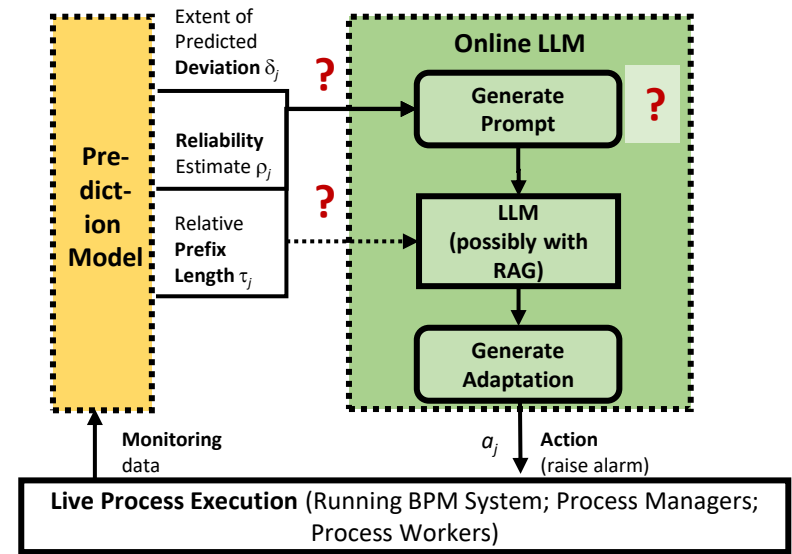 Extent of
Predicted
Deviation δj
?
Online LLM
Generate
Prompt
?
Pre-
dict-
ion
Model
Reliability
Estimate ρj
?
LLM
(possibly with
RAG)
Relative
Prefix
Length τj
Generate
Adaptation
Monitoring
data
aj
Action
(raise alarm)
Live Process Execution (Running BPM System; Process Managers;
Process Workers)